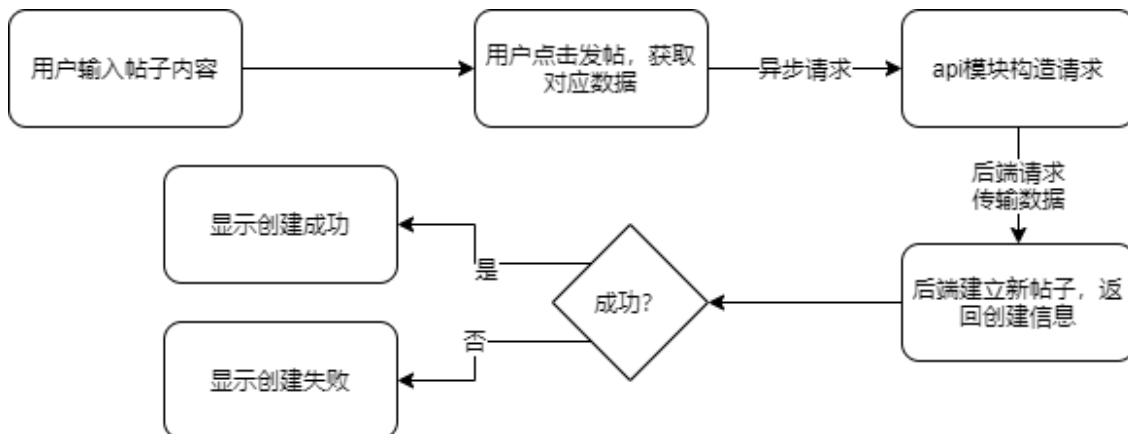 用户输入帖子内容
用户点击发帖，获取
对应数据
异步请求
api模块构造请求
后端请求
传输数据
后端建立新帖子，返
回创建信息
成功?
是
显示创建成功
否
显示创建失败